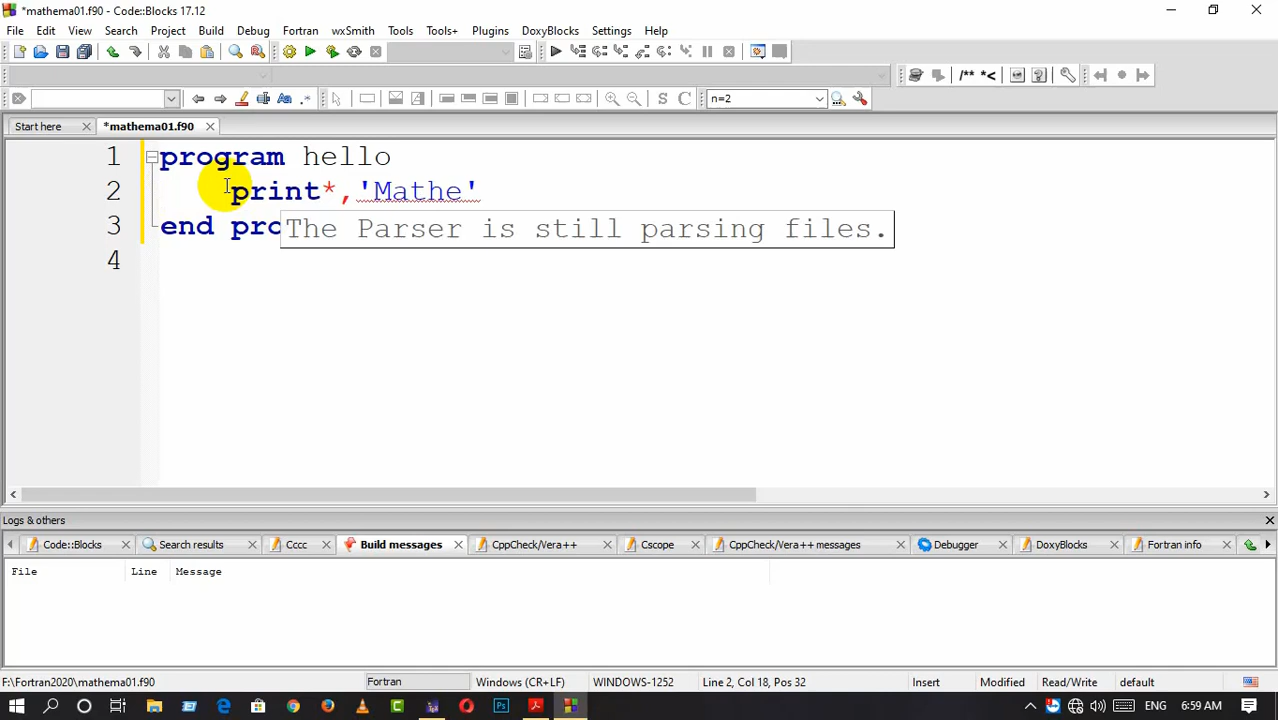 *mathema01.f90 - Code::Blocks 17.12
File Edit View Search Project Build Debug Fortran wxSmith Tools Tools+ Plugins DoxyBlocks Settings Help
/** *<
.* S C n=2
Start here *mathema01.f90
1 program hello
2 print*,'Mathe'
3 end pro
The Parser is still parsing files.
4
Logs & others
Code::Blocks Search results Cccc Build messages CppCheck/Vera++ Cscope CppCheck/Vera++ messages Debugger DoxyBlocks Fortran info
File Line Message
F:\Fortran2020\mathema01.f90 Fortran Windows (CR+LF) WINDOWS-1252 Line 2, Col 18, Pos 32 Insert Modified Read/Write default
ENG 6:59 AM